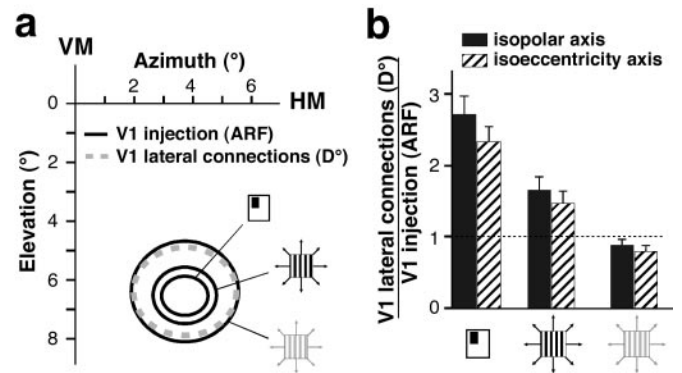 a
VM
Azimuth (°)
2 4 6
0
HM
V1 injection (ARF)
V1 lateral connections (D°)
2
4
6
8
Elevation (°)
b
isopolar axis
isoeccentricity axis
3
2
1
0
V1 lateral connections (D°)
V1 injection (ARF)